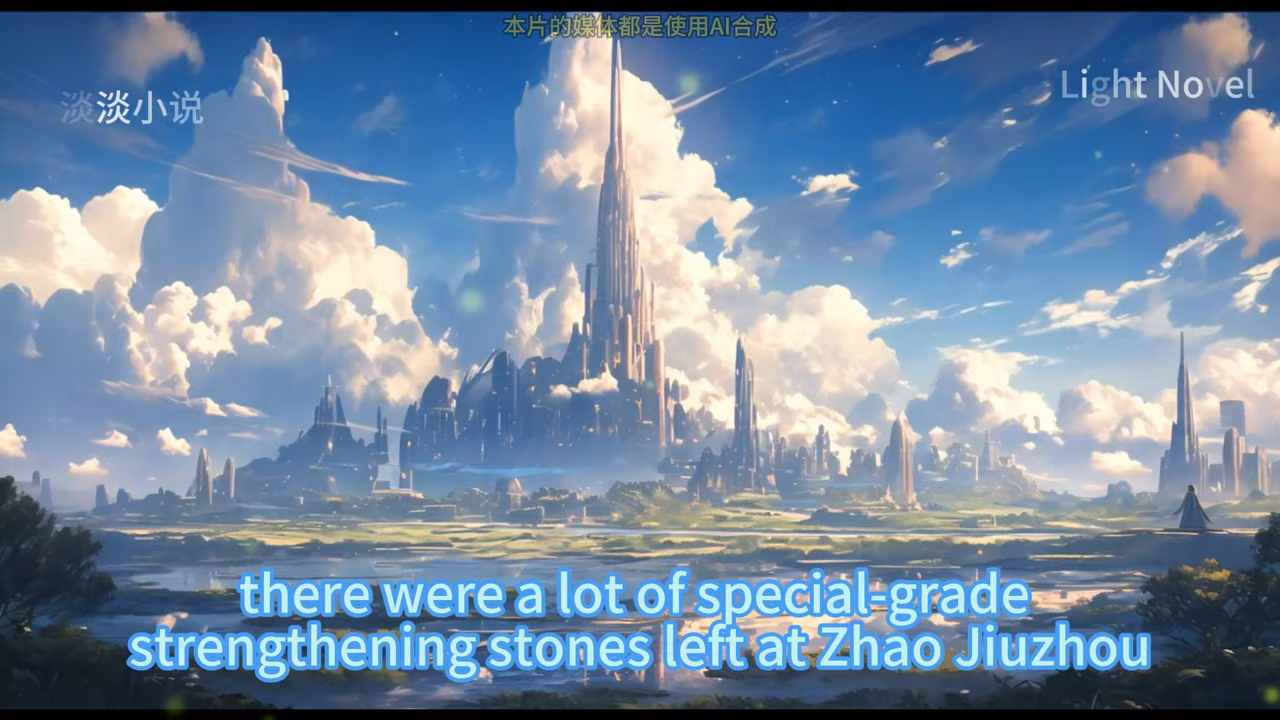 本片的媒体都是使用AI合成
淡淡小说
Light Novel
there were a lot of special-grade
strengthening stones left at Zhao Jiuzhou